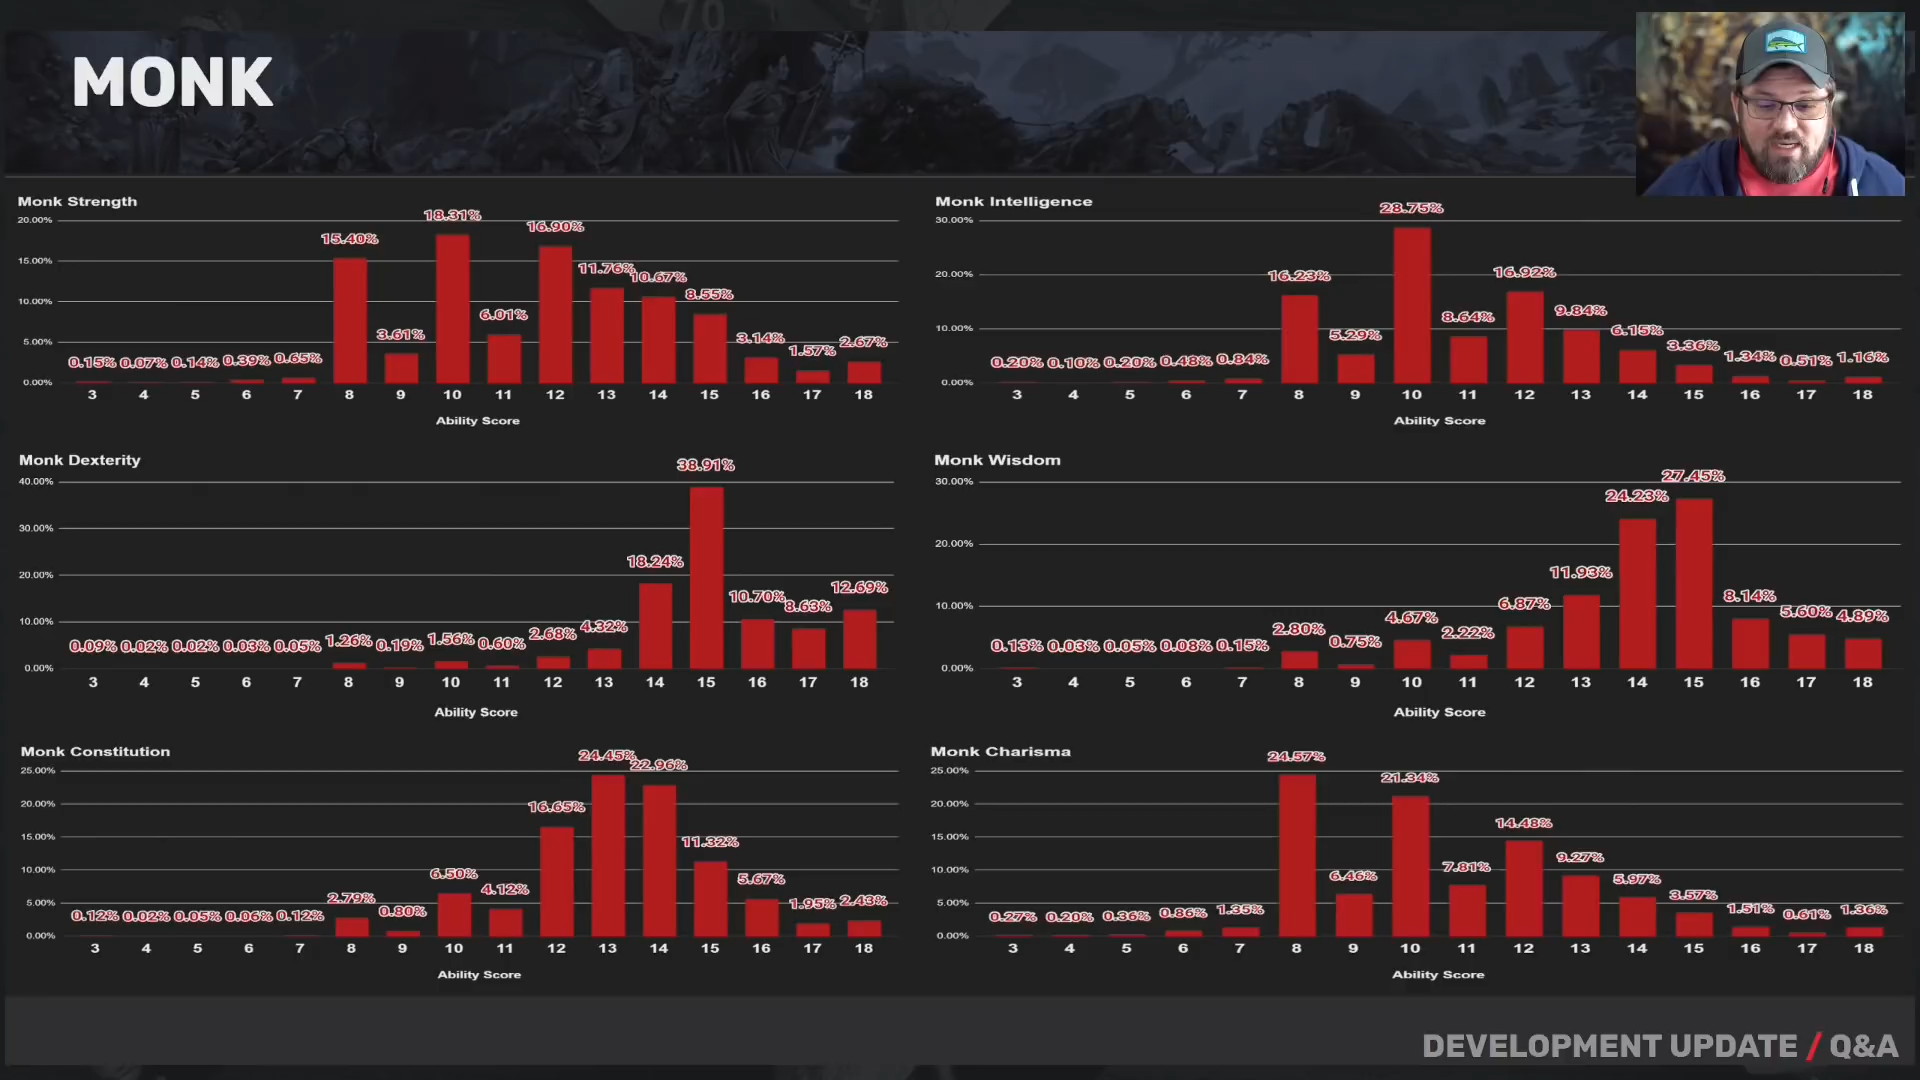 MONK
Monk Strength
20.00%
15.00%
10.00%
5.00%
0.00%
0.15% 0.07% 0.14% 0.39% 0.65% 15.40% 3.61% 18.31% 6.01% 16.90% 11.76% 10.67% 8.55% 3.14% 1.57% 2.67%
3 4 5 6 7 8 9 10 11 12 13 14 15 16 17 18
Ability Score
Monk Intelligence
30.00%
20.00%
10.00%
0.00%
0.20% 0.10% 0.20% 0.48% 0.84% 16.23% 5.29% 28.75% 8.64% 16.92% 9.84% 6.15% 3.36% 1.34% 0.51% 1.16%
3 4 5 6 7 8 9 10 11 12 13 14 15 16 17 18
Ability Score
Monk Dexterity
40.00%
30.00%
20.00%
10.00%
0.00%
0.09% 0.02% 0.02% 0.03% 0.05% 1.26% 0.19% 1.56% 0.60% 2.68% 4.32% 18.24% 38.91% 10.70% 8.63% 12.69%
3 4 5 6 7 8 9 10 11 12 13 14 15 16 17 18
Ability Score
Monk Wisdom
30.00%
20.00%
10.00%
0.00%
0.13% 0.03% 0.05% 0.08% 0.15% 2.80% 0.75% 4.67% 2.22% 6.87% 11.93% 24.23% 27.45% 8.14% 5.60% 4.89%
3 4 5 6 7 8 9 10 11 12 13 14 15 16 17 18
Ability Score
Monk Constitution
25.00%
20.00%
15.00%
10.00%
5.00%
0.00%
0.12% 0.02% 0.05% 0.06% 0.12% 2.79% 0.80% 6.50% 4.12% 16.65% 24.45% 22.96% 11.32% 5.67% 1.95% 2.43%
3 4 5 6 7 8 9 10 11 12 13 14 15 16 17 18
Ability Score
Monk Charisma
25.00%
20.00%
15.00%
10.00%
5.00%
0.00%
0.27% 0.20% 0.36% 0.86% 1.35% 24.57% 6.46% 21.34% 7.81% 14.48% 9.27% 5.97% 3.57% 1.51% 0.61% 1.36%
3 4 5 6 7 8 9 10 11 12 13 14 15 16 17 18
Ability Score
DEVELOPMENT UPDATE / Q&A